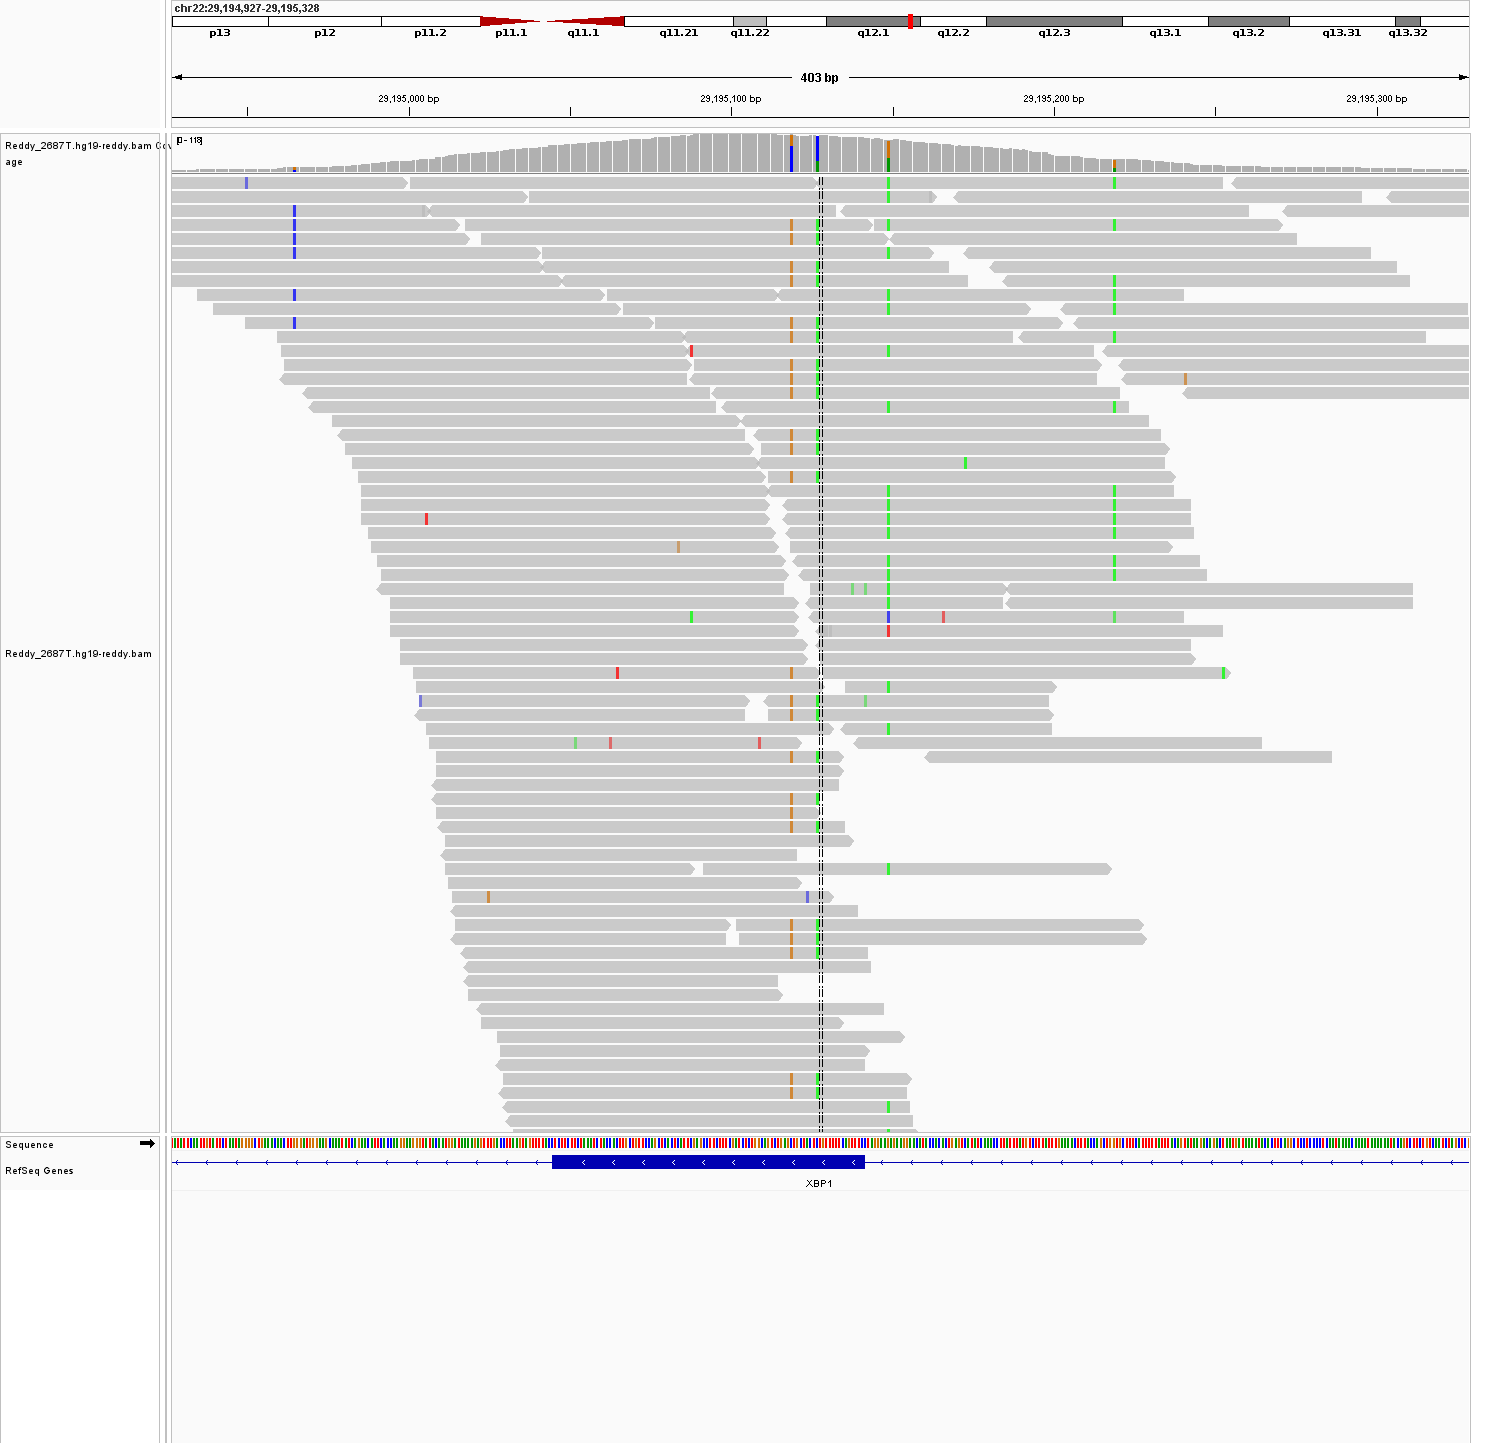 chr22:29,194,927-29,195,328
p13 p12 p11.2 p11.1 q11.1 q11.21 q11.22 q12.1 q12.2 q12.3 q13.1 q13.2 q13.31 q13.32
403 bp
29,195,000 bp 29,195,100 bp 29,195,200 bp 29,195,300 bp
[0 - 118]
Reddy_2687T.hg19-reddy.bam Cov
age
Reddy_2687T.hg19-reddy.bam
Sequence
RefSeq Genes
XBP1